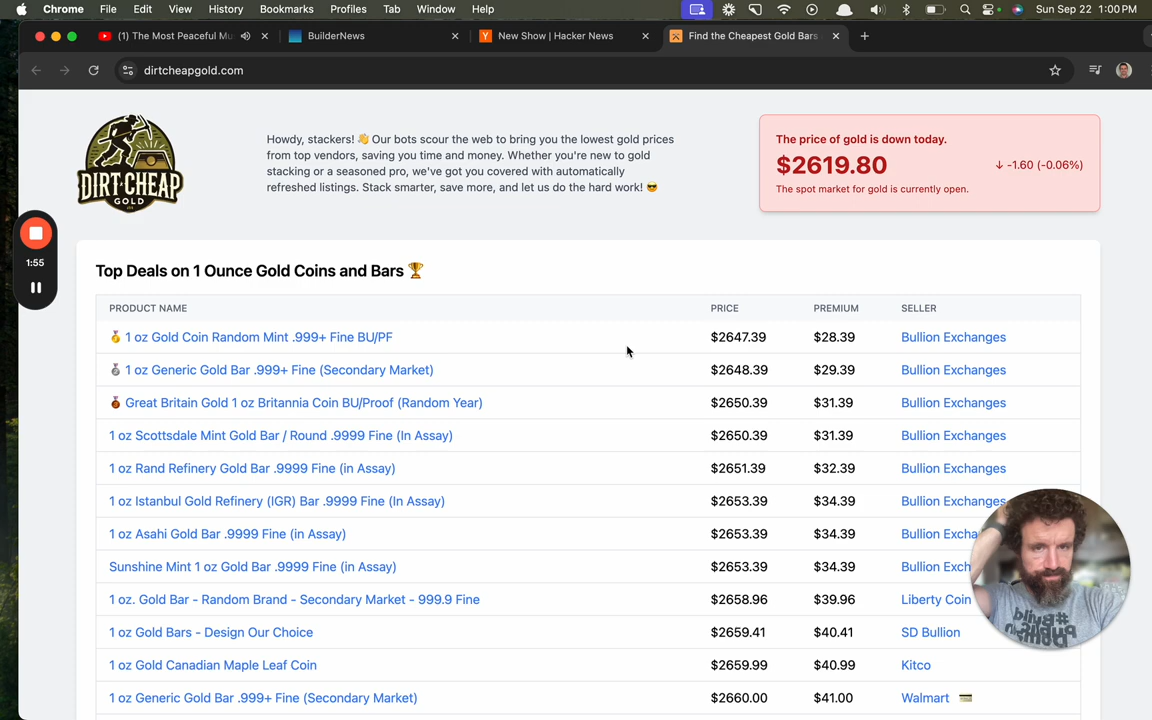 Chrome File Edit View History Bookmarks Profiles Tab Window Help Sun Sep 22 1:00 PM
(1) The Most Peaceful Mu BuilderNews New Show | Hacker News Find the Cheapest Gold Bars
dirtcheapgold.com
DIRT CHEAP
GOLD
Howdy, stackers! 👋 Our bots scour the web to bring you the lowest gold prices
from top vendors, saving you time and money. Whether you're new to gold
stacking or a seasoned pro, we've got you covered with automatically
refreshed listings. Stack smarter, save more, and let us do the hard work! 😎
The price of gold is down today.
$2619.80 ↓ -1.60 (-0.06%)
The spot market for gold is currently open.
1:55
Top Deals on 1 Ounce Gold Coins and Bars 🏆
PRODUCT NAME PRICE PREMIUM SELLER
🥇 1 oz Gold Coin Random Mint .999+ Fine BU/PF $2647.39 $28.39 Bullion Exchanges
🥈 1 oz Generic Gold Bar .999+ Fine (Secondary Market) $2648.39 $29.39 Bullion Exchanges
🥉 Great Britain Gold 1 oz Britannia Coin BU/Proof (Random Year) $2650.39 $31.39 Bullion Exchanges
1 oz Scottsdale Mint Gold Bar / Round .9999 Fine (In Assay) $2650.39 $31.39 Bullion Exchanges
1 oz Rand Refinery Gold Bar .9999 Fine (in Assay) $2651.39 $32.39 Bullion Exchanges
1 oz Istanbul Gold Refinery (IGR) Bar .9999 Fine (In Assay) $2653.39 $34.39 Bullion Exchanges
1 oz Asahi Gold Bar .9999 Fine (in Assay) $2653.39 $34.39 Bullion Excha
Sunshine Mint 1 oz Gold Bar .9999 Fine (in Assay) $2653.39 $34.39 Bullion Exch
1 oz. Gold Bar - Random Brand - Secondary Market - 999.9 Fine $2658.96 $39.96 Liberty Coin
1 oz Gold Bars - Design Our Choice $2659.41 $40.41 SD Bullion
1 oz Gold Canadian Maple Leaf Coin $2659.99 $40.99 Kitco
1 oz Generic Gold Bar .999+ Fine (Secondary Market) $2660.00 $41.00 Walmart